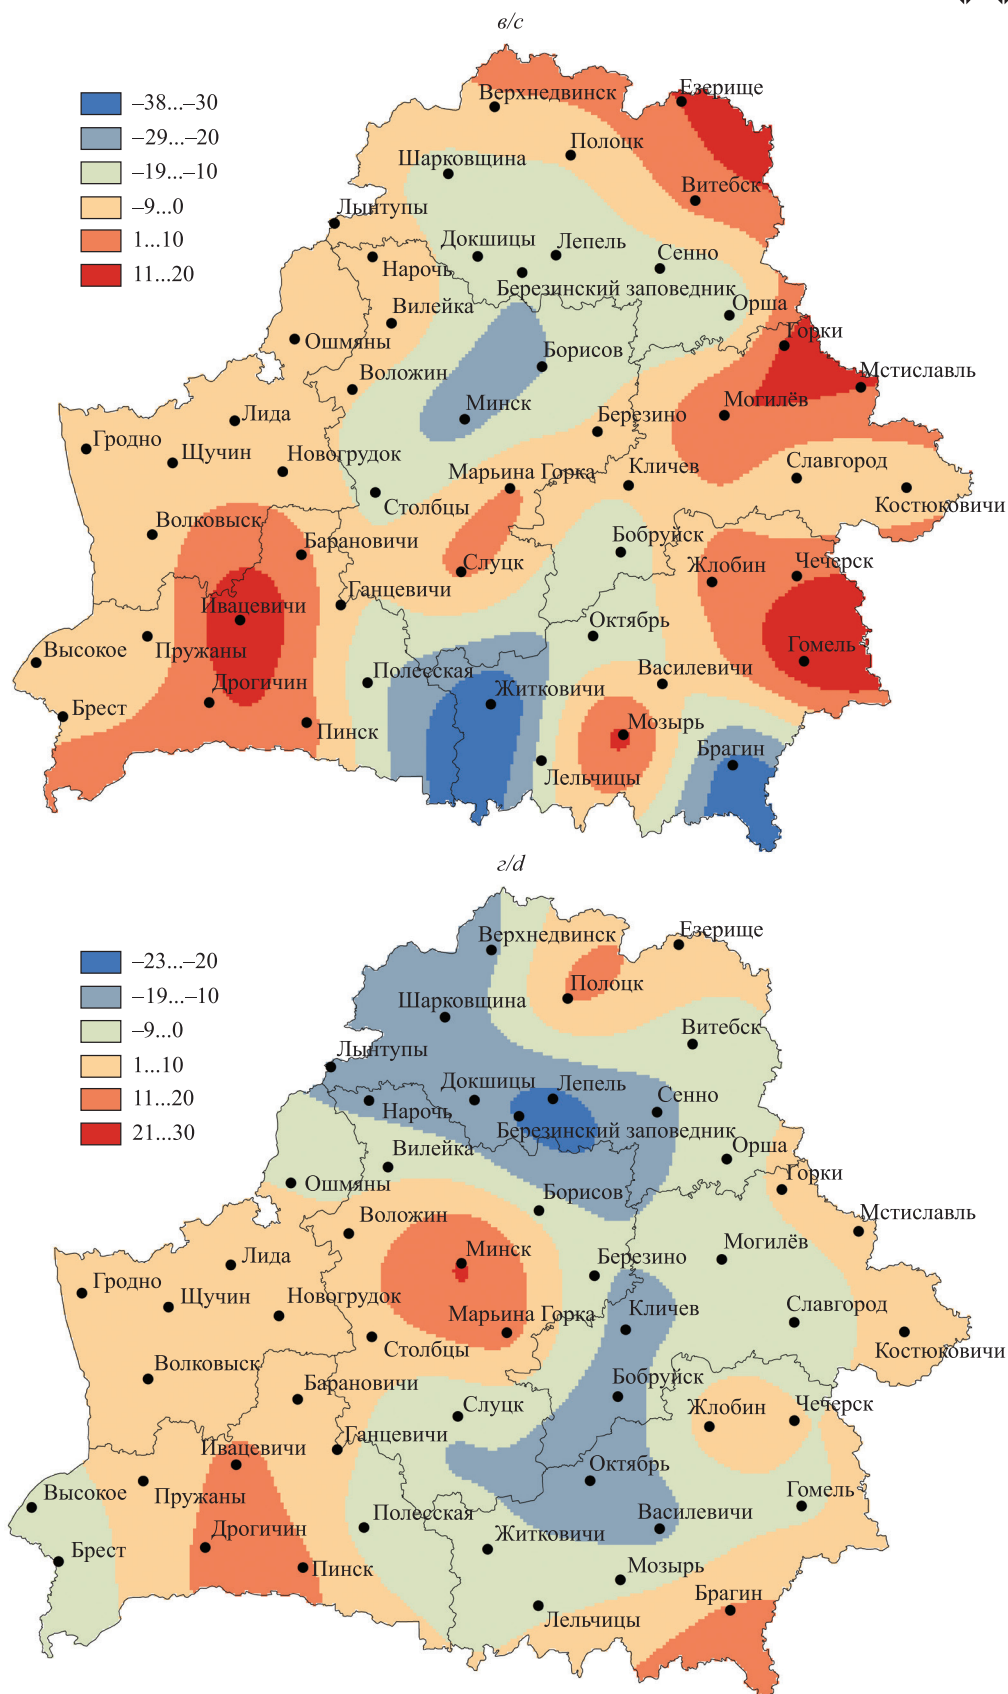 в/c
–38...–30
–29...–20
–19...–10
–9...0
1...10
11...20
Верхнедвинск
Езерище
Полоцк
Шарковщина
Витебск
Лынтупы
Докшицы
Лепель
Сенно
Нарочь
Березинский заповедник
Вилейка
Орша
Ошмяны
Горки
Борисов
Воложин
Мстиславль
Минск
Могилёв
Лида
Березино
Гродно
Щучин
Новогрудок
Марьина Горка
Кличев
Славгород
Столбцы
Костюковичи
Волковыск
Барановичи
Бобруйск
Слуцк
Жлобин
Чечерск
Ганцевичи
Ивацевичи
Октябрь
Гомель
Высокое
Пружаны
Полесская
Василевичи
Дрогичин
Житковичи
Брест
Пинск
Мозырь
Брагин
Лельчицы
г/d
–23...–20
–19...–10
–9...0
1...10
11...20
21...30
Верхнедвинск
Езерище
Полоцк
Шарковщина
Витебск
Лынтупы
Докшицы
Лепель
Сенно
Нарочь
Березинский заповедник
Вилейка
Орша
Ошмяны
Горки
Борисов
Воложин
Мстиславль
Минск
Могилёв
Лида
Березино
Гродно
Щучин
Новогрудок
Марьина Горка
Кличев
Славгород
Столбцы
Костюковичи
Волковыск
Барановичи
Бобруйск
Слуцк
Жлобин
Чечерск
Ганцевичи
Ивацевичи
Октябрь
Гомель
Высокое
Пружаны
Полесская
Василевичи
Дрогичин
Житковичи
Брест
Пинск
Мозырь
Брагин
Лельчицы